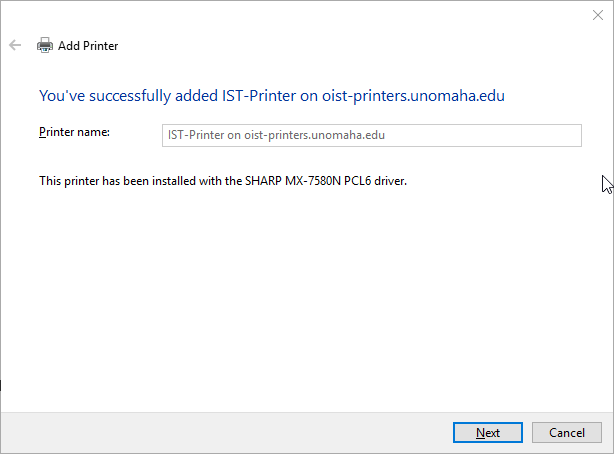 Add Printer
You've successfully added IST-Printer on oist-printers.unomaha.edu
Printer name:
IST-Printer on oist-printers.unomaha.edu
This printer has been installed with the SHARP MX-7580N PCL6 driver.
Next
Cancel